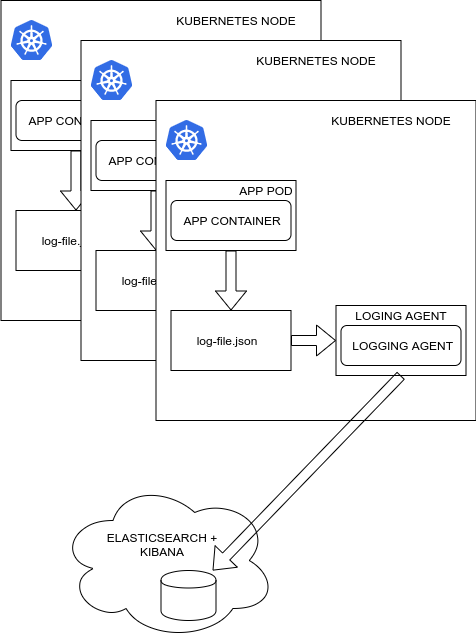 KUBERNETES NODE
APP CON
log-file.
KUBERNETES NODE
APP CON
log-file
KUBERNETES NODE
APP POD
APP CONTAINER
log-file.json
LOGING AGENT
LOGGING AGENT
ELASTICSEARCH +
KIBANA